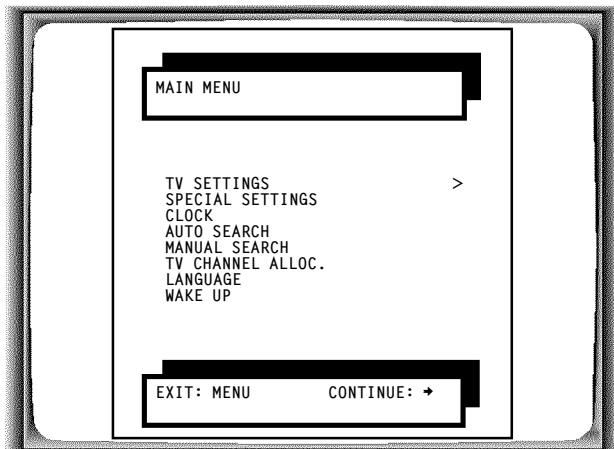 MAIN MENU
TV SETTINGS >
SPECIAL SETTINGS
CLOCK
AUTO SEARCH
MANUAL SEARCH
TV CHANNEL ALLOC.
LANGUAGE
WAKE UP
EXIT: MENU CONTINUE: ➜